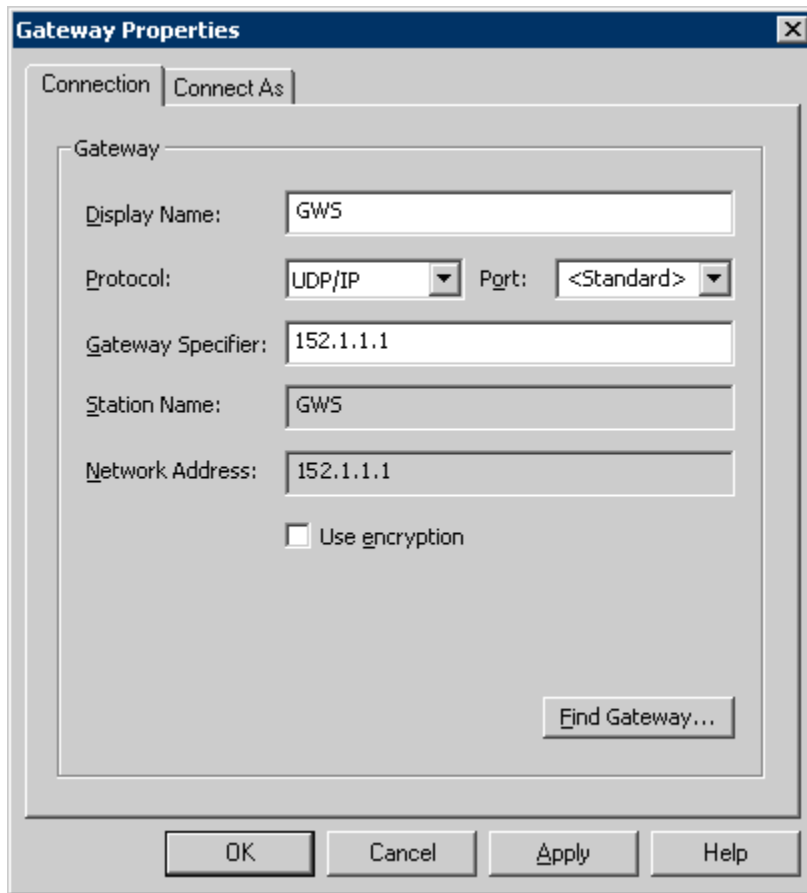 Gateway Properties
Connection Connect As
Gateway
Display Name: GWS
Protocol: UDP/IP Port: <Standard>
Gateway Specifier: 152.1.1.1
Station Name: GWS
Network Address: 152.1.1.1
Use encryption
Find Gateway...
OK Cancel Apply Help